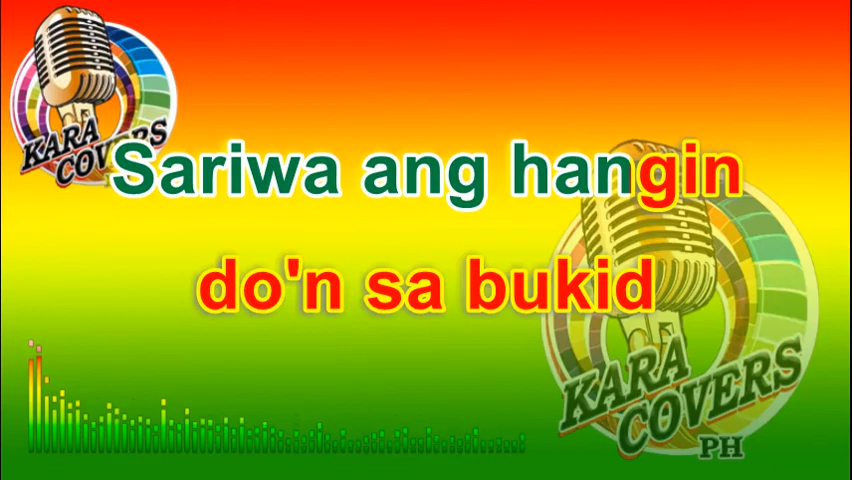 KARA
COVERS
Sariwa ang hangin
do'n sa bukid
KARA
COVERS
PH